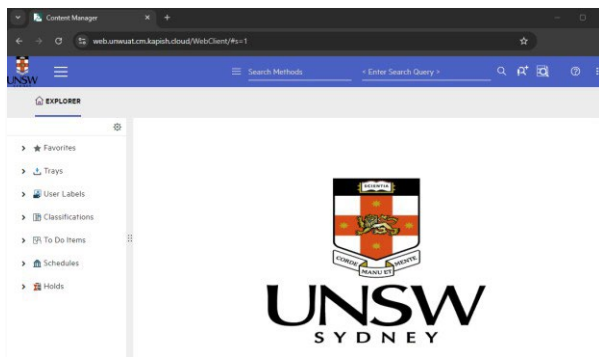 Content Manager
web.unwuat.cm.kapish.cloud/WebClient/#s=1
UNSW
Search Methods
< Enter Search Query >
EXPLORER
Favorites
Trays
User Labels
Classifications
To Do Items
Schedules
Holds
SCIENTIA
CORDE MANU ET MENTE
UNSW
SYDNEY